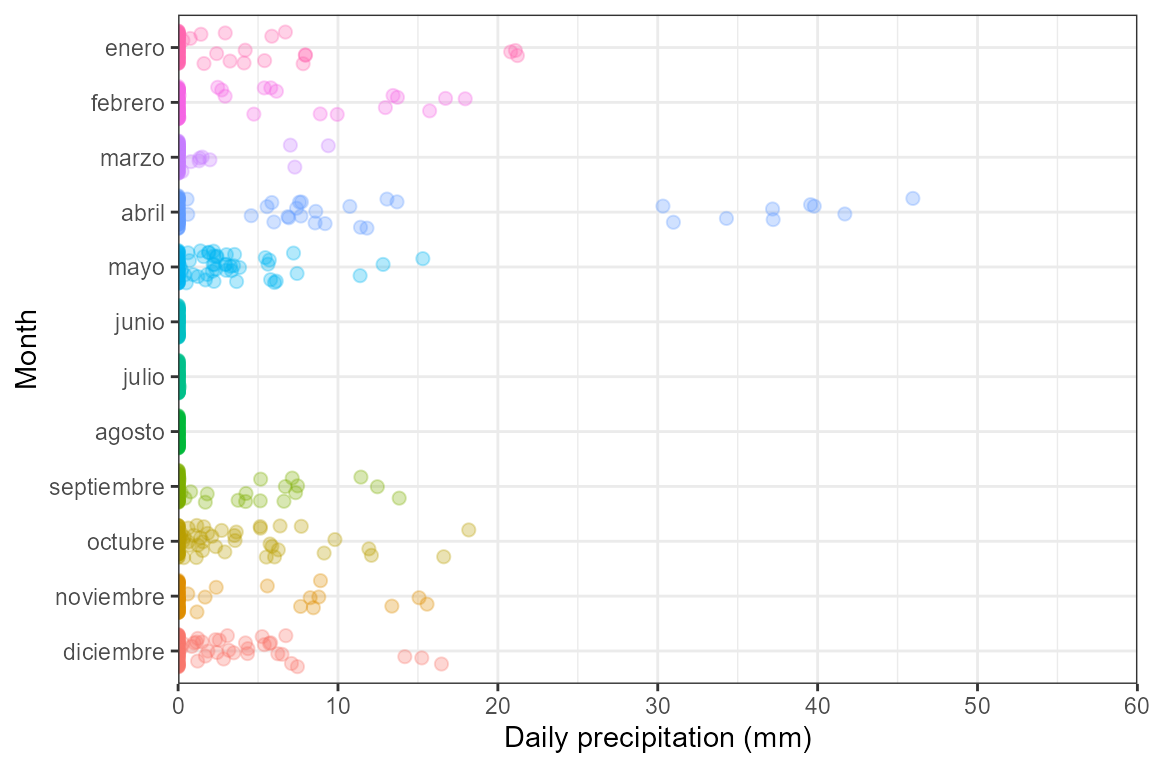 Month
enero
febrero
marzo
abril
mayo
junio
julio
agosto
septiembre
octubre
noviembre
diciembre
0 10 20 30 40 50 60
Daily precipitation (mm)